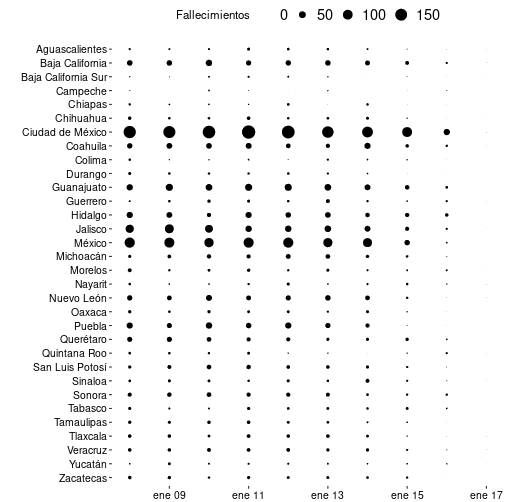 Fallecimientos 0 50 100 150
Aguascalientes
Baja California
Baja California Sur
Campeche
Chiapas
Chihuahua
Ciudad de México
Coahuila
Colima
Durango
Guanajuato
Guerrero
Hidalgo
Jalisco
México
Michoacán
Morelos
Nayarit
Nuevo León
Oaxaca
Puebla
Querétaro
Quintana Roo
San Luis Potosí
Sinaloa
Sonora
Tabasco
Tamaulipas
Tlaxcala
Veracruz
Yucatán
Zacatecas
ene 09 ene 11 ene 13 ene 15 ene 17